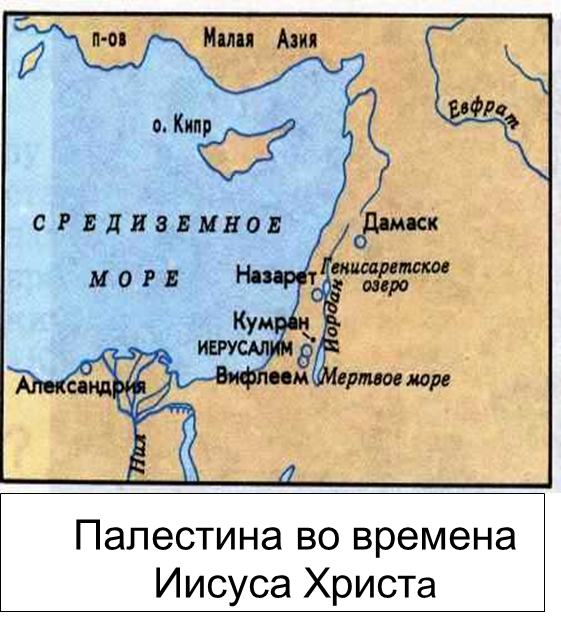 п-ов Малая Азия
Евфрат
о. Кипр
СРЕДИЗЕМНОЕ
МОРЕ
Дамаск
Назарет
Генисаретское
озеро
Иордан
Кумран
ИЕРУСАЛИМ
Вифлеем
Мертвое море
Александрия
Нил
Палестина во времена
Иисуса Христа